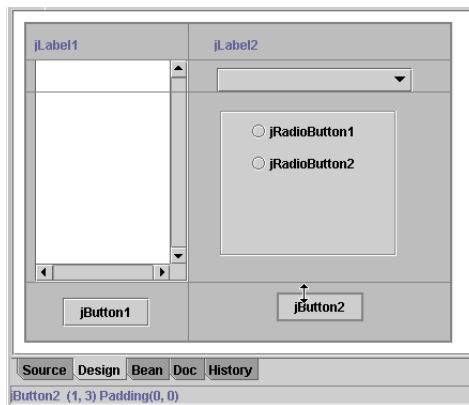 jLabel1 jLabel2
jRadioButton1
jRadioButton2
jButton1 jButton2
Source Design Bean Doc History
jButton2 (1, 3) Padding(0, 0)